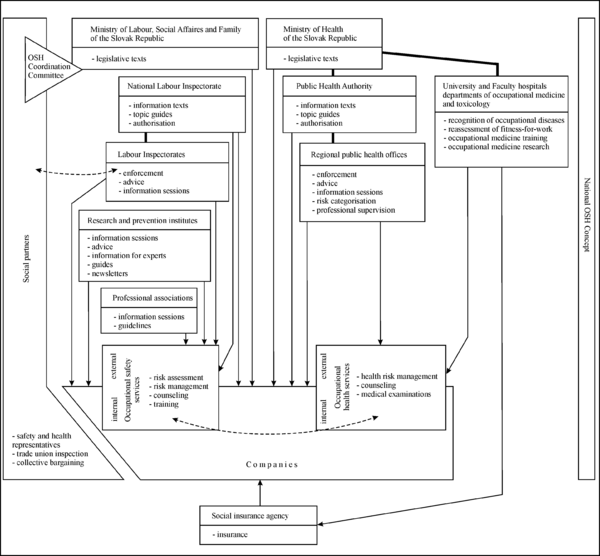 Ministry of Labour, Social Affaires and Family
of the Slovak Republic
- legislative texts
Ministry of Health
of the Slovak Republic
- legislative texts
OSH
Coordination
Committee
National Labour Inspectorate
- information texts
- topic guides
- authorisation
Public Health Authority
- information texts
- topic guides
- authorisation
University and Faculty hospitals
departments of occupational medicine
and toxicology
- recognition of occupational diseases
- reassessment of fitness-for-work
- occupational medicine training
- occupational medicine research
Labour Inspectorates
- enforcement
- advice
- information sessions
Regional public health offices
- enforcement
- advice
- information sessions
- risk categorisation
- professional supervision
Research and prevention institutes
- information sessions
- advice
- information for experts
- guides
- newsletters
Social partners
National OSH Concept
Professional associations
- information sessions
- guidelines
internal external
Occupational safety
services
- risk assessment
- risk management
- counseling
- training
internal external
Occupational
health services
- health risk management
- counseling
- medical examinations
- safety and health
representatives
- trade union inspection
- collective bargaining
Companies
Social insurance agency
- insurance